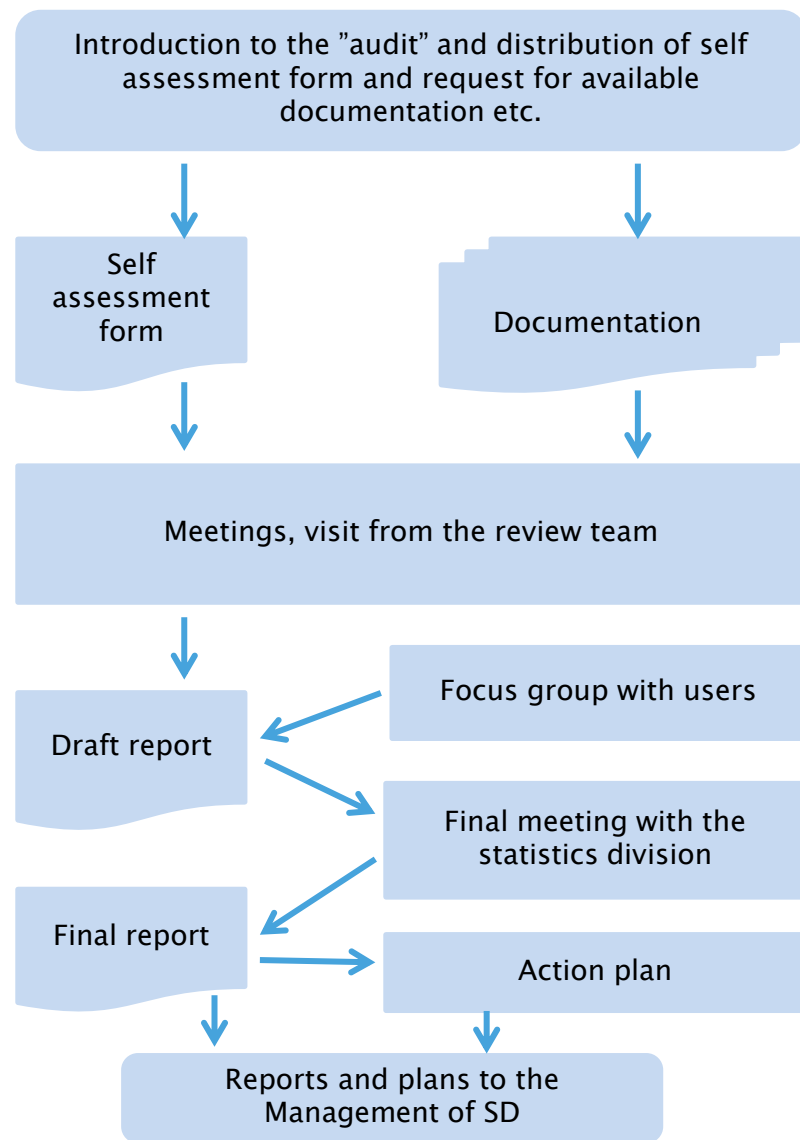 Introduction to the ”audit” and distribution of self
assessment form and request for available
documentation etc.
Self
assessment
form
Documentation
Meetings, visit from the review team
Focus group with users
Draft report
Final meeting with the
statistics division
Final report
Action plan
Reports and plans to the
Management of SD